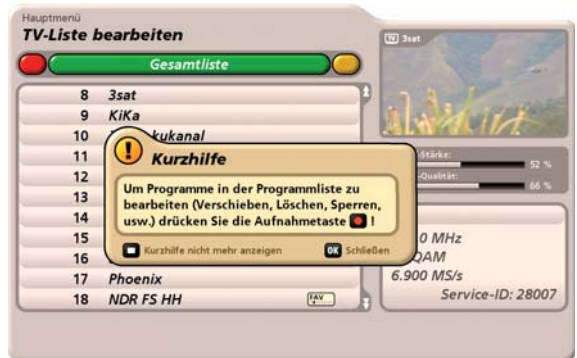 Hauptmenü
TV-Liste bearbeiten
Gesamtliste
TV 3sat
8 3sat
9 KiKa
10 kukanal
11
12
13
14
15
16
17 Phoenix
18 NDR FS HH FAV
Kurzhilfe
Um Programme in der Programmliste zu
bearbeiten (Verschieben, Löschen, Sperren,
usw.) drücken Sie die Aufnahmetaste !
Kurzhilfe nicht mehr anzeigen OK Schließen
-Stärke:
52 %
-Qualität:
66 %
0 MHz
QAM
6.900 MS/s
Service-ID: 28007